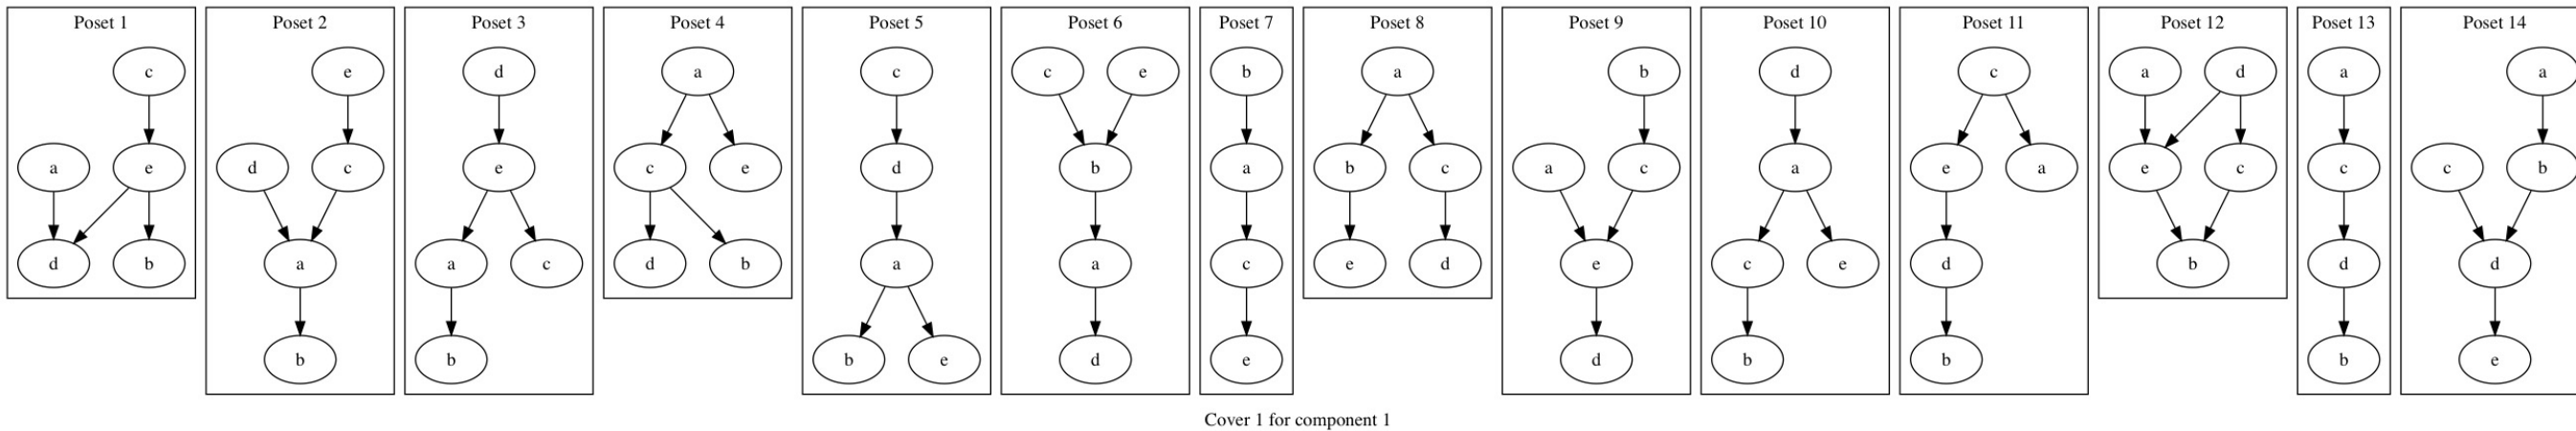 Poset 1 Poset 2 Poset 3 Poset 4 Poset 5 Poset 6 Poset 7 Poset 8 Poset 9 Poset 10 Poset 11 Poset 12 Poset 13 Poset 14
c e d a c c e b a b d c a d a a
a e d c e c e d b a b c a c a e a e c c c b
d b a a c d b a a c e d e c e d b d d
b b b e d e d b b b e
Cover 1 for component 1